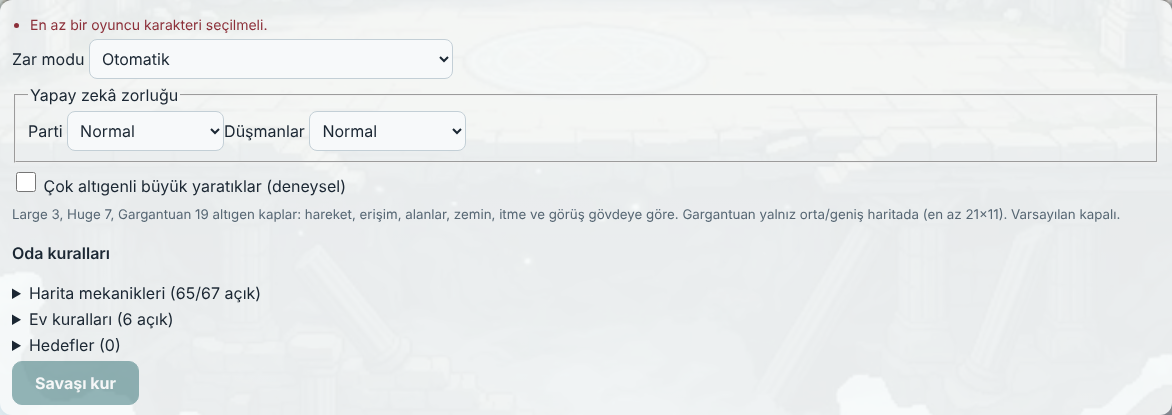 En az bir oyuncu karakteri seçilmeli.
Zar modu Otomatik
Yapay zekâ zorluğu
Parti Normal Düşmanlar Normal
Çok altıgenli büyük yaratıklar (deneysel)
Large 3, Huge 7, Gargantuan 19 altıgen kaplar: hareket, erişim, alanlar, zemin, itme ve görüş gövdeye göre. Gargantuan yalnız orta/geniş haritada (en az 21×11). Varsayılan kapalı.
Oda kuralları
Harita mekanikleri (65/67 açık)
Ev kuralları (6 açık)
Hedefler (0)
Savaşı kur